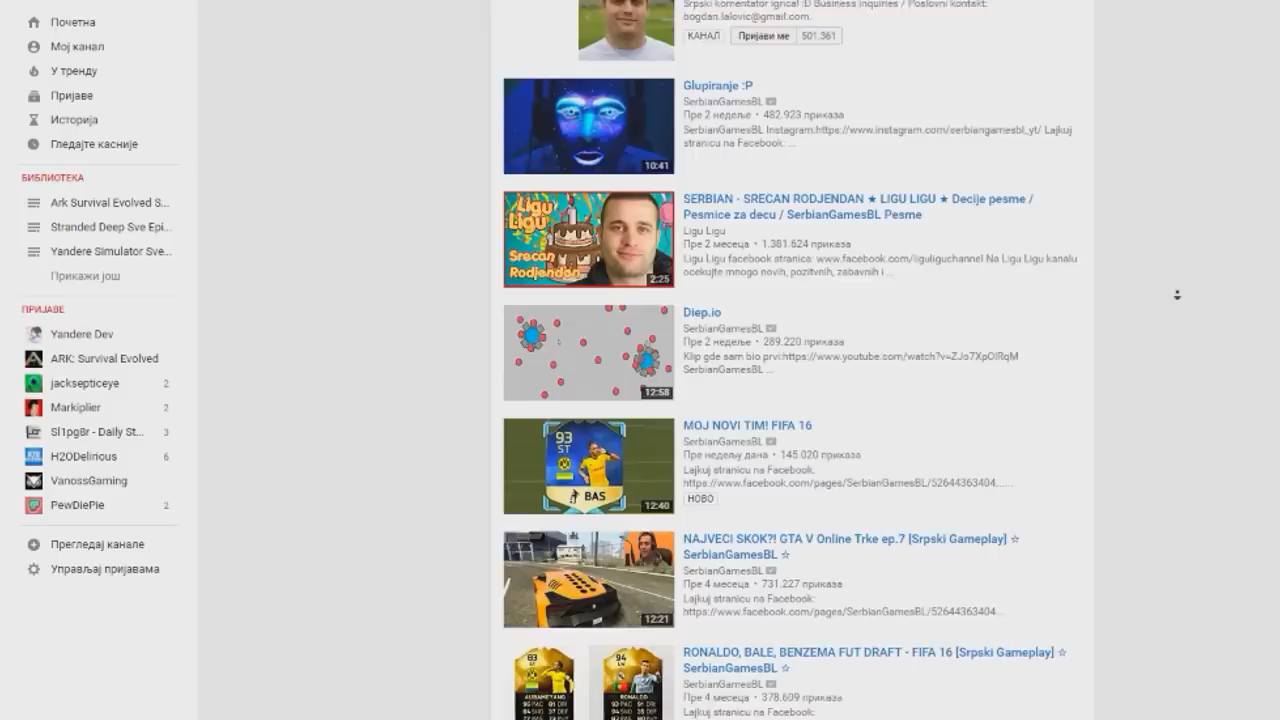 Почетна
Мој канал
У тренду
Пријаве
Историја
Гледајте касније
БИБЛИОТЕКА
Ark Survival Evolved S...
Stranded Deep Sve Epi...
Yandere Simulator Sve...
Прикажи још
ПРИЈАВЕ
Yandere Dev
ARK: Survival Evolved
jacksepticeye 2
Markiplier 2
Sl1pg8r - Daily St... 3
H2ODelirious 6
VanossGaming
PewDiePie 2
Прегледај канале
Управљај пријавама
Srpski komentator igrica! :D Business inquiries / Poslovni kontakt:
bogdan.lalovic@gmail.com.
КАНАЛ Пријави ме 501.361
10:41
Glupiranje :P
SerbianGamesBL
Пре 2 недеље • 482.923 приказа
SerbianGamesBL Instagram:https://www.instagram.com/serbiangamesbl_yt/ Lajkuj
stranicu na Facebook: ...
Ligu
Ligu
Srecan
Rodjendan
2:25
SERBIAN - SRECAN RODJENDAN ★ LIGU LIGU ★ Decije pesme /
Pesmice za decu / SerbianGamesBL Pesme
Ligu Ligu
Пре 2 месеца • 1.381.624 приказа
Ligu Ligu facebook stranica: www.facebook.com/liguliguchannel Na Ligu Ligu kanalu
ocekujte mnogo novih, pozitvnih, zabavnih i ...
12:58
Diep.io
SerbianGamesBL
Пре 2 недеље • 289.220 приказа
Klip gde sam bio prvi:https://www.youtube.com/watch?v=ZJo7XpOlRqM
SerbianGamesBL ...
93
ST
BAS
12:40
MOJ NOVI TIM! FIFA 16
SerbianGamesBL
Пре недељу дана • 145.020 приказа
Lajkuj stranicu na Facebook:
https://www.facebook.com/pages/SerbianGamesBL/52644363404......
НОВО
12:21
NAJVECI SKOK?! GTA V Online Trke ep.7 [Srpski Gameplay] ☆
SerbianGamesBL ☆
SerbianGamesBL
Пре 4 месеца • 731.227 приказа
Lajkuj stranicu na Facebook:
https://www.facebook.com/pages/SerbianGamesBL/52644363404...
83
AUBAMEYANG
94
RONALDO
RONALDO, BALE, BENZEMA FUT DRAFT - FIFA 16 [Srpski Gameplay] ☆
SerbianGamesBL ☆
SerbianGamesBL
Пре 4 месеца • 378.609 приказа
Lajkuj stranicu na Facebook: